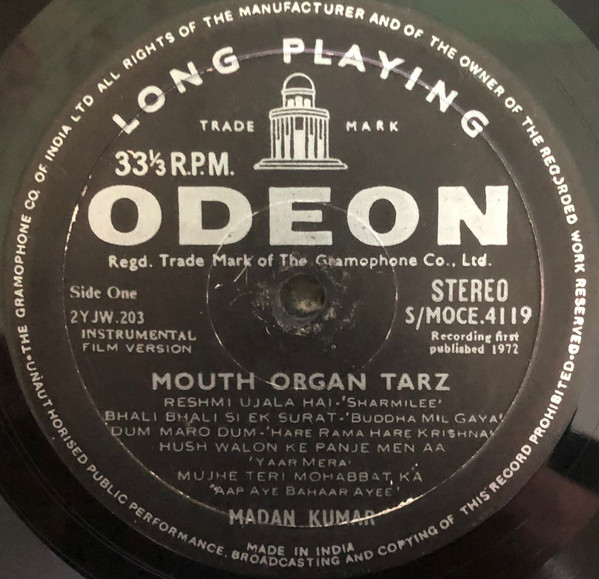 THE GRAMOPHONE CO. OF INDIA LTD ALL RIGHTS OF THE MANUFACTURER AND OF THE OWNER OF THE RECORDED WORK RESERVED
LONG PLAYING
TRADE MARK
33⅓ R.P.M.
ODEON
Regd. Trade Mark of The Gramophone Co., Ltd.
Side One
STEREO
2YJW.203
S/MOCE.4119
INSTRUMENTAL
FILM VERSION
Recording first
published 1972
MOUTH ORGAN TARZ
RESHMI UJALA HAI-'SHARMILEE'
BHALI BHALI SI EK SURAT-'BUDDHA MIL GAYA'
'DUM MARO DUM-'HARE RAMA HARE KRISHNA'
HUSH WALON KE PANJE MEN AA
'YAAR MERA'
MUJHE TERI MOHABBAT KA
'AAP AYE BAHAAR AYEE'
MADAN KUMAR
MADE IN INDIA
UNAUTHORISED PUBLIC PERFORMANCE, BROADCASTING AND COPYING OF THIS RECORD PROHIBITED